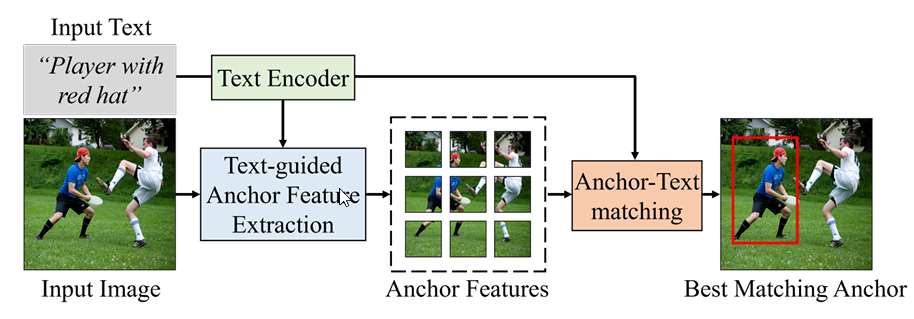 Input Text
“Player with
red hat”
Text Encoder
Text-guided
Anchor Feature
Extraction
Anchor-Text
matching
Input Image
Anchor Features
Best Matching Anchor